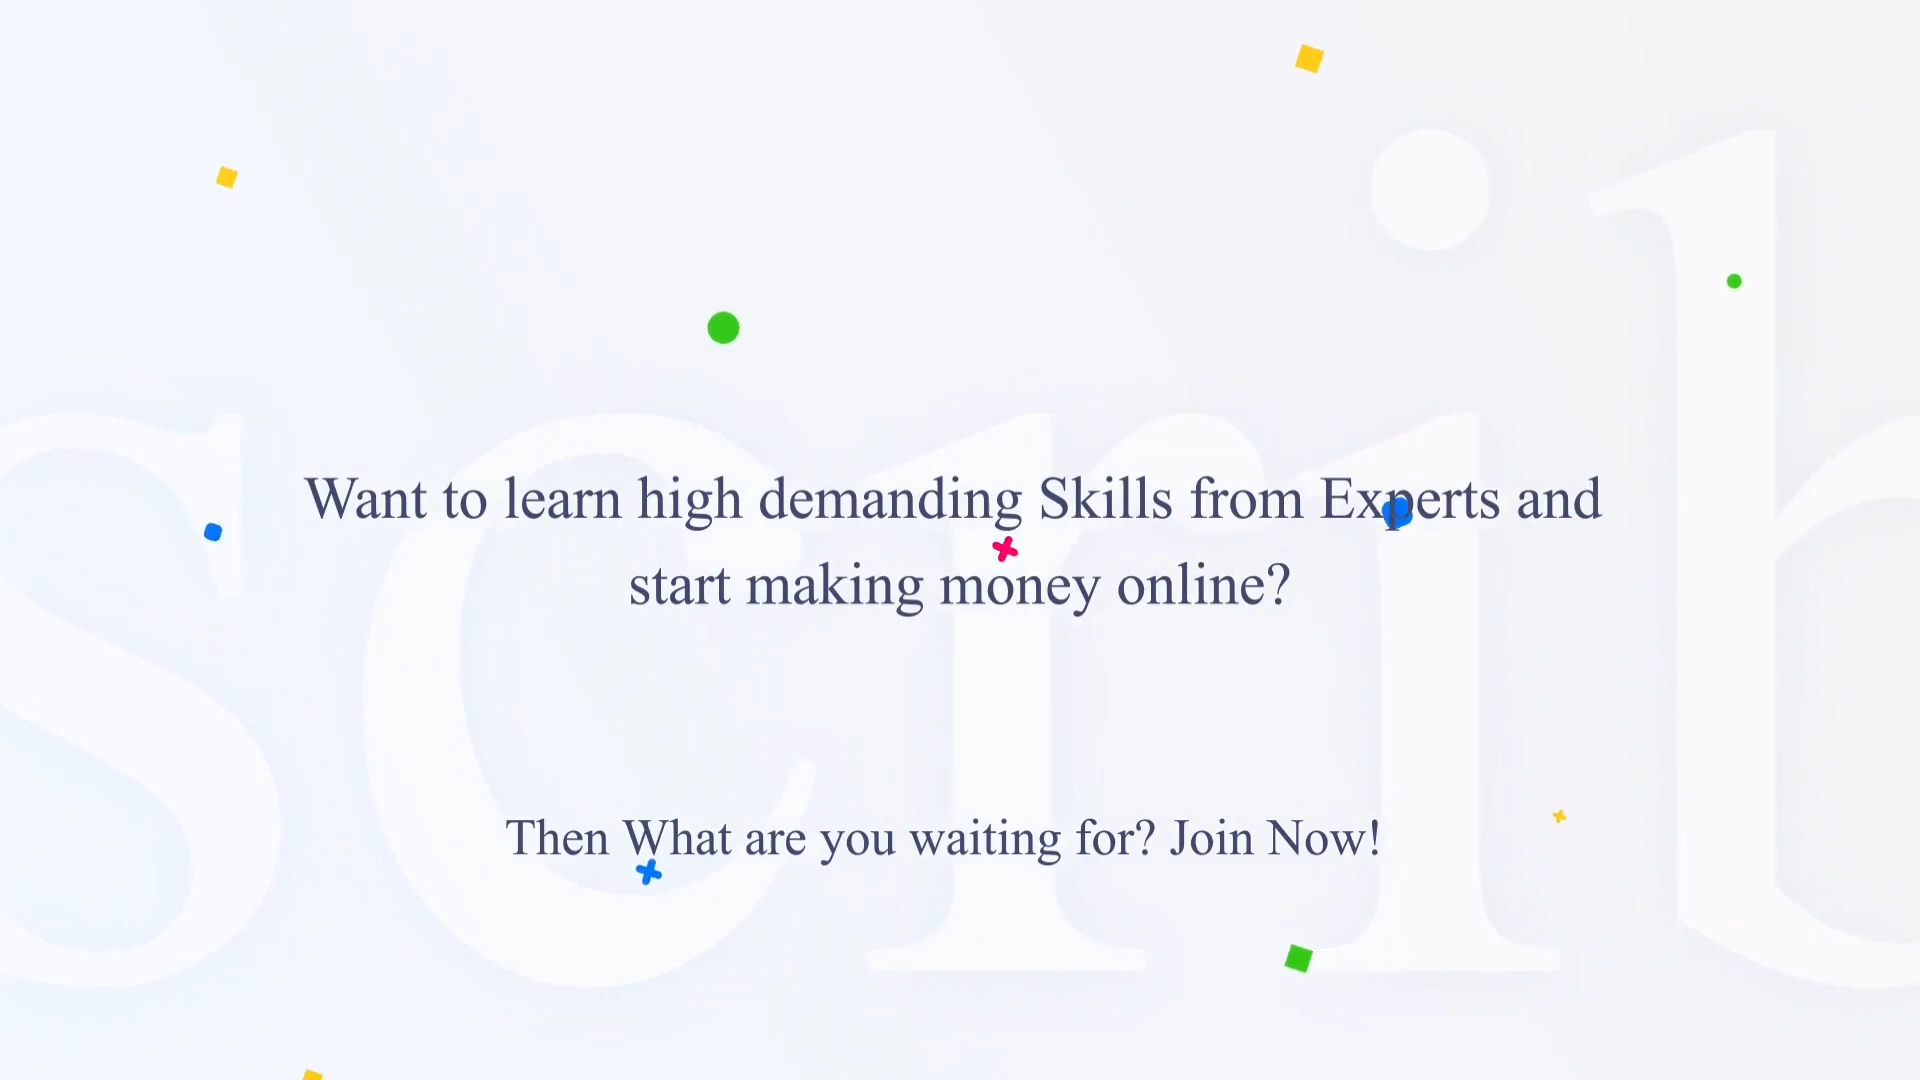 scrib
Want to learn high demanding Skills from Experts and
start making money online?
Then What are you waiting for? Join Now!